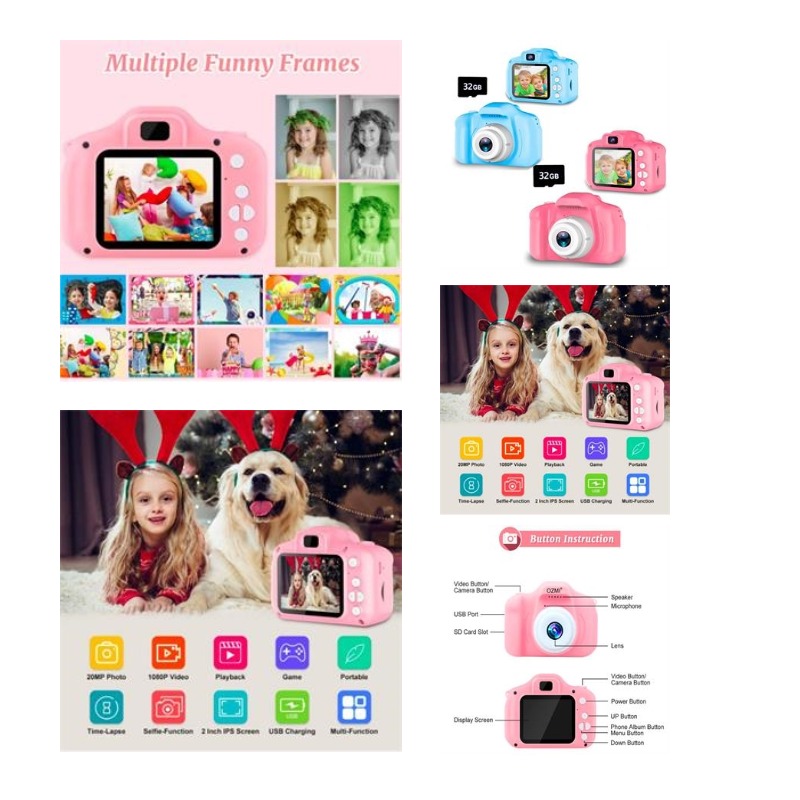 Multiple Funny Frames
32GB
32GB
20MP Photo
1080P Video
Playback
Game
Portable
Time-Lapse
Selfie-Function
2 Inch IPS Screen
USB Charging
Multi-Function
20MP Photo
1080P Video
Playback
Game
Portable
Time-Lapse
Selfie-Function
2 Inch IPS Screen
USB
USB Charging
Multi-Function
Button Instruction
Video Button/
Camera Button
USB Port
SD Card Slot
OZMI
Speaker
Microphone
Lens
Display Screen
Video Button/
Camera Button
Power Button
UP Button
Phone Album Button
Menu Button
Down Button